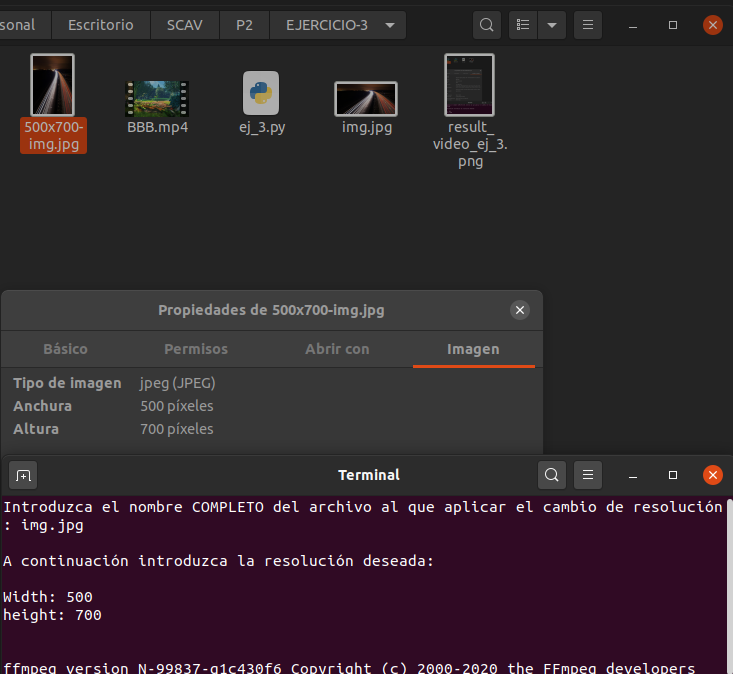 sonal Escritorio SCAV P2 EJERCICIO-3
500x700-
img.jpg
BBB.mp4
ej_3.py
img.jpg
result_
video_ej_3.
png
Propiedades de 500x700-img.jpg
Básico Permisos Abrir con Imagen
Tipo de imagen jpeg (JPEG)
Anchura 500 píxeles
Altura 700 píxeles
Terminal
Introduzca el nombre COMPLETO del archivo al que aplicar el cambio de resolución
: img.jpg
A continuación introduzca la resolución deseada:
Width: 500
height: 700
ffmpeg version N-99837-g1c430f6 Copyright (c) 2000-2020 the FFmpeg developers